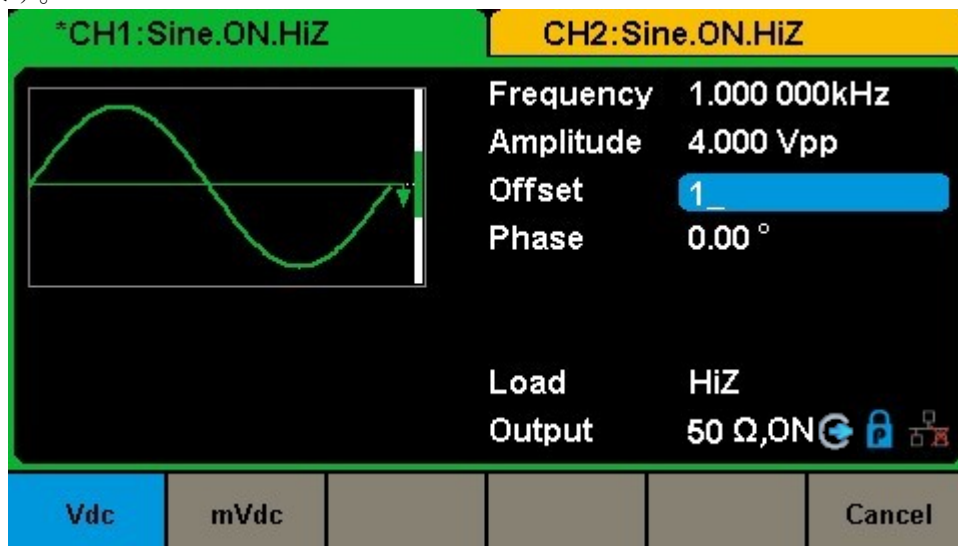 *CH1:Sine.ON.HiZ CH2:Sine.ON.HiZ
Frequency 1.000 000kHz
Amplitude 4.000 Vpp
Offset 1_
Phase 0.00 °
Load HiZ
Output 50 Ω,ON
Vdc mVdc Cancel